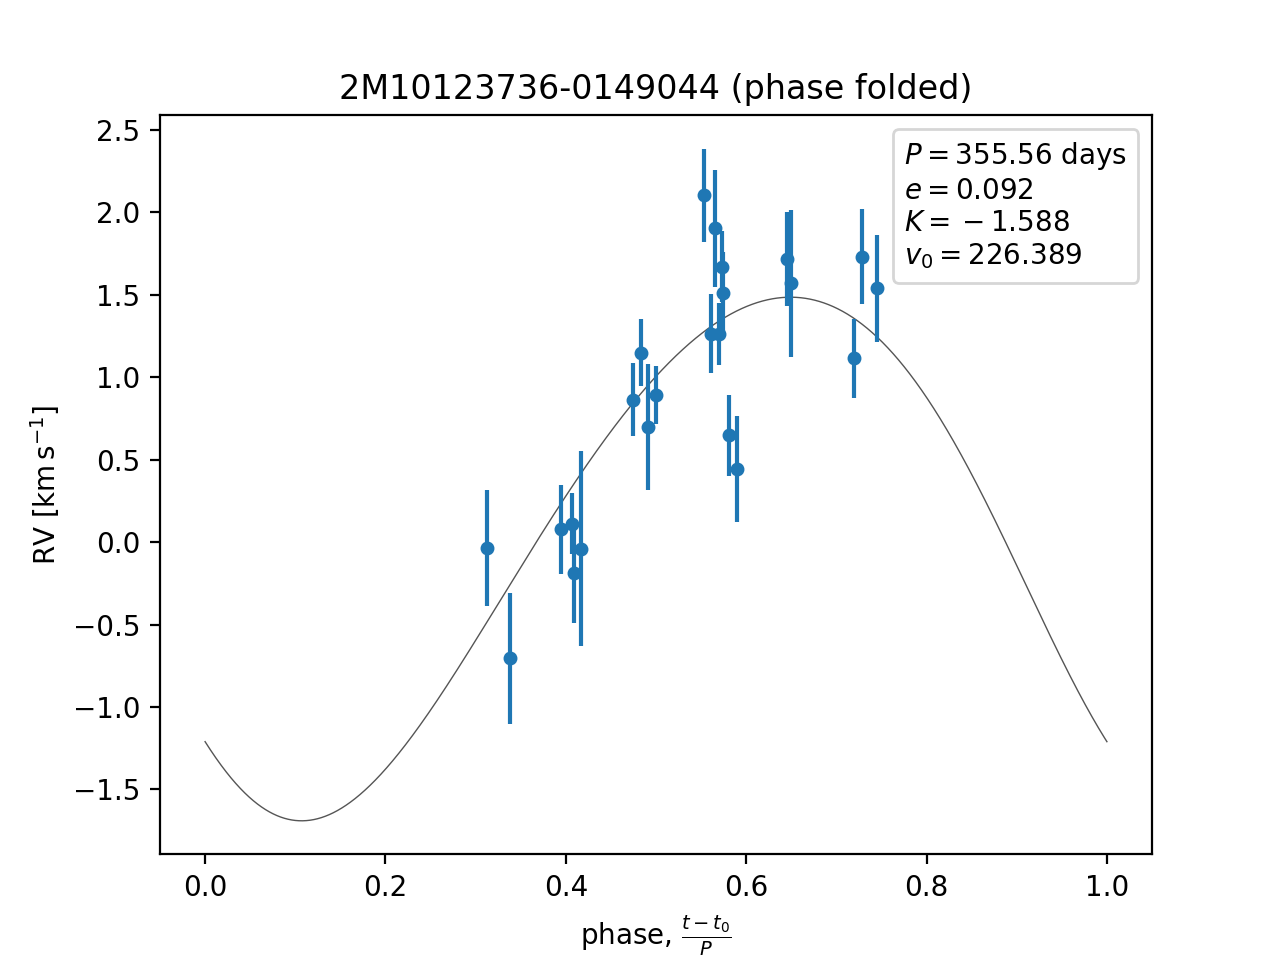 2M10123736-0149044 (phase folded)
P = 355.56 days
e = 0.092
K = −1.588
v₀ = 226.389
2.5
2.0
1.5
1.0
0.5
0.0
−0.5
−1.0
−1.5
RV [km s⁻¹]
0.0 0.2 0.4 0.6 0.8 1.0
phase, (t − t₀)/P